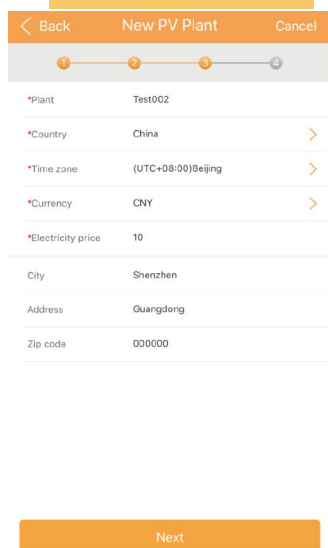 Back New PV Plant Cancel
1 2 3 4
*Plant Test002
*Country China
*Time zone (UTC+08:00)Beijing
*Currency CNY
*Electricity price 10
City Shenzhen
Address Guangdong
Zip code 000000
Next